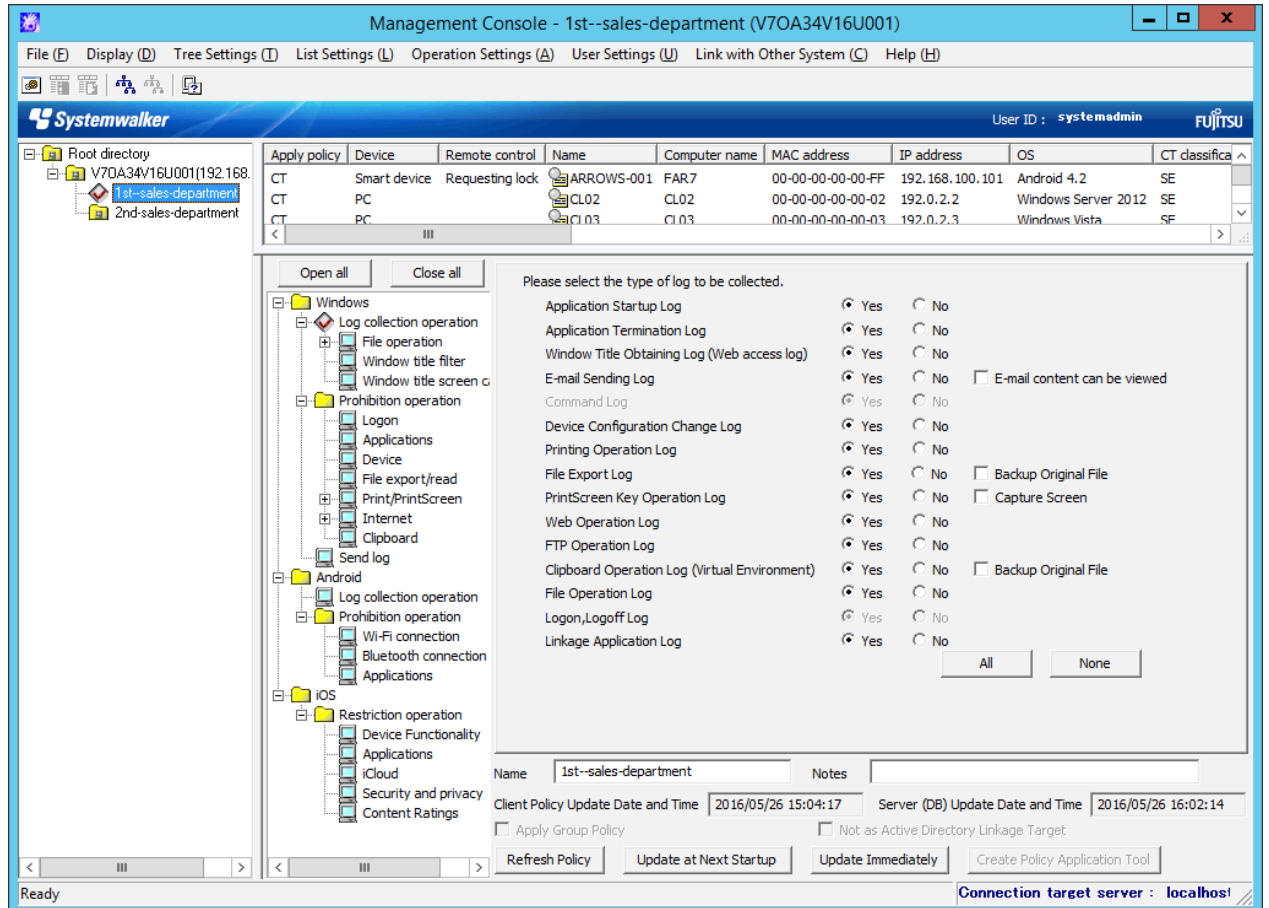 Management Console - 1st--sales-department (V7OA34V16U001)
File (F) Display (D) Tree Settings (T) List Settings (L) Operation Settings (A) User Settings (U) Link with Other System (C) Help (H)
Systemwalker User ID : systemadmin FUJITSU
Root directory
V7OA34V16U001[192.168.
1st--sales-department
2nd-sales-department
Apply policy Device Remote control Name Computer name MAC address IP address OS CT classifica
CT Smart device Requesting lock ARROWS-001 FAR7 00-00-00-00-00-FF 192.168.100.101 Android 4.2 SE
CT PC CL02 CL02 00-00-00-00-00-02 192.0.2.2 Windows Server 2012 SE
CT PC CL03 CL03 00-00-00-00-00-03 192.0.2.3 Windows Vista SE
Open all Close all
Windows
Log collection operation
File operation
Window title filter
Window title screen c
Prohibition operation
Logon
Applications
Device
File export/read
Print/PrintScreen
Internet
Clipboard
Send log
Android
Log collection operation
Prohibition operation
Wi-Fi connection
Bluetooth connection
Applications
iOS
Restriction operation
Device Functionality
Applications
iCloud
Security and privacy
Content Ratings
Please select the type of log to be collected.
Application Startup Log Yes No
Application Termination Log Yes No
Window Title Obtaining Log (Web access log) Yes No
E-mail Sending Log Yes No E-mail content can be viewed
Command Log Yes No
Device Configuration Change Log Yes No
Printing Operation Log Yes No
File Export Log Yes No Backup Original File
PrintScreen Key Operation Log Yes No Capture Screen
Web Operation Log Yes No
FTP Operation Log Yes No
Clipboard Operation Log (Virtual Environment) Yes No Backup Original File
File Operation Log Yes No
Logon,Logoff Log Yes No
Linkage Application Log Yes No
All None
Name 1st--sales-department Notes
Client Policy Update Date and Time 2016/05/26 15:04:17 Server (DB) Update Date and Time 2016/05/26 16:02:14
Apply Group Policy Not as Active Directory Linkage Target
Refresh Policy Update at Next Startup Update Immediately Create Policy Application Tool
Ready Connection target server : localhost